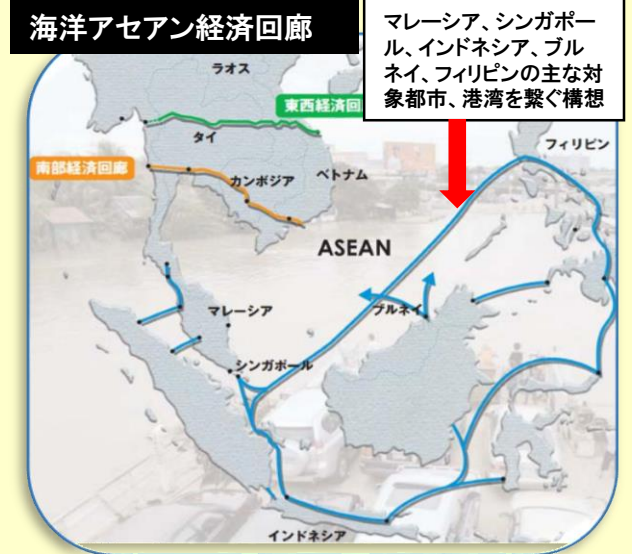 海洋アセアン経済回廊
マレーシア、シンガポー
ル、インドネシア、ブル
ネイ、フィリピンの主な対
象都市、港湾を繋ぐ構想
ラオス
東西経済回
タイ
フィリピン
南部経済回廊
カンボジア
ベトナム
ASEAN
マレーシア
ブルネイ
シンガポール
インドネシア